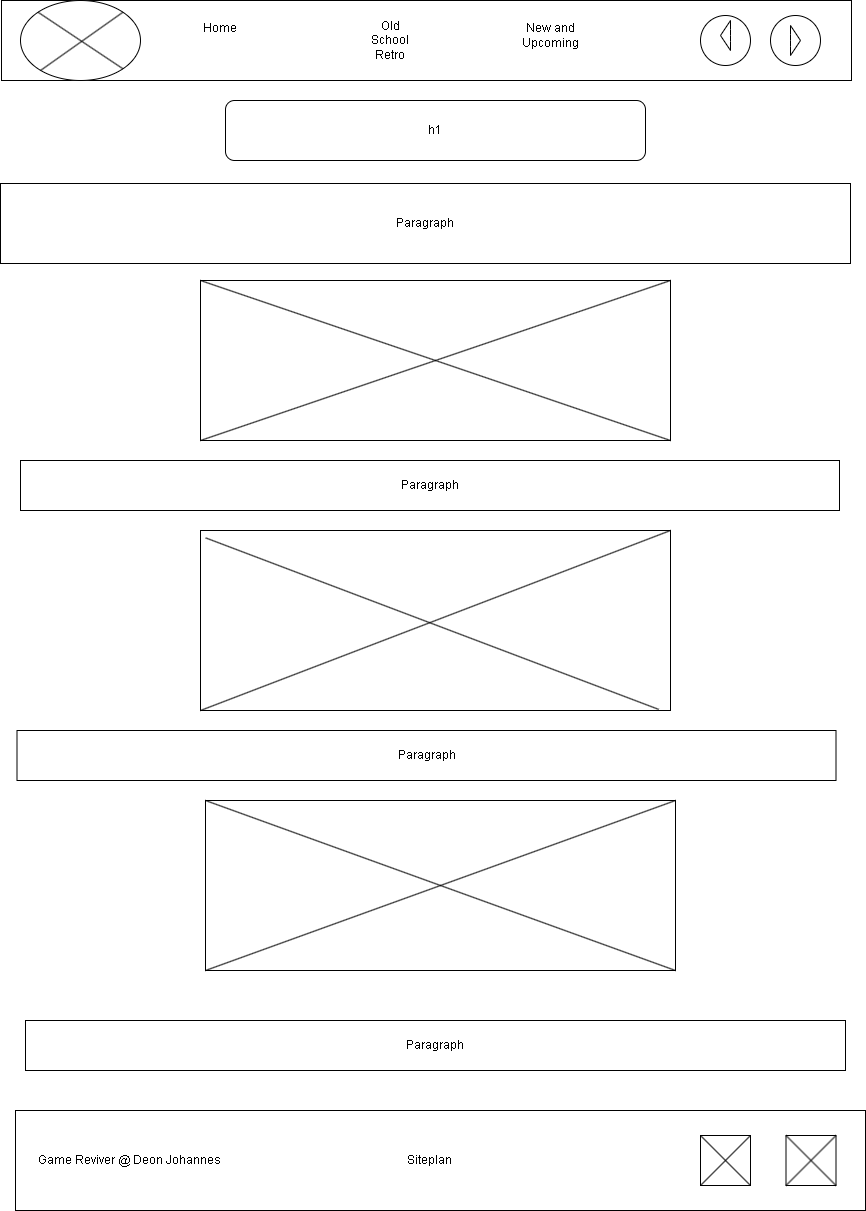 Home
Old
School
Retro
New and
Upcoming
h1
Paragraph
Paragraph
Paragraph
Paragraph
Game Reviver @ Deon Johannes
Siteplan